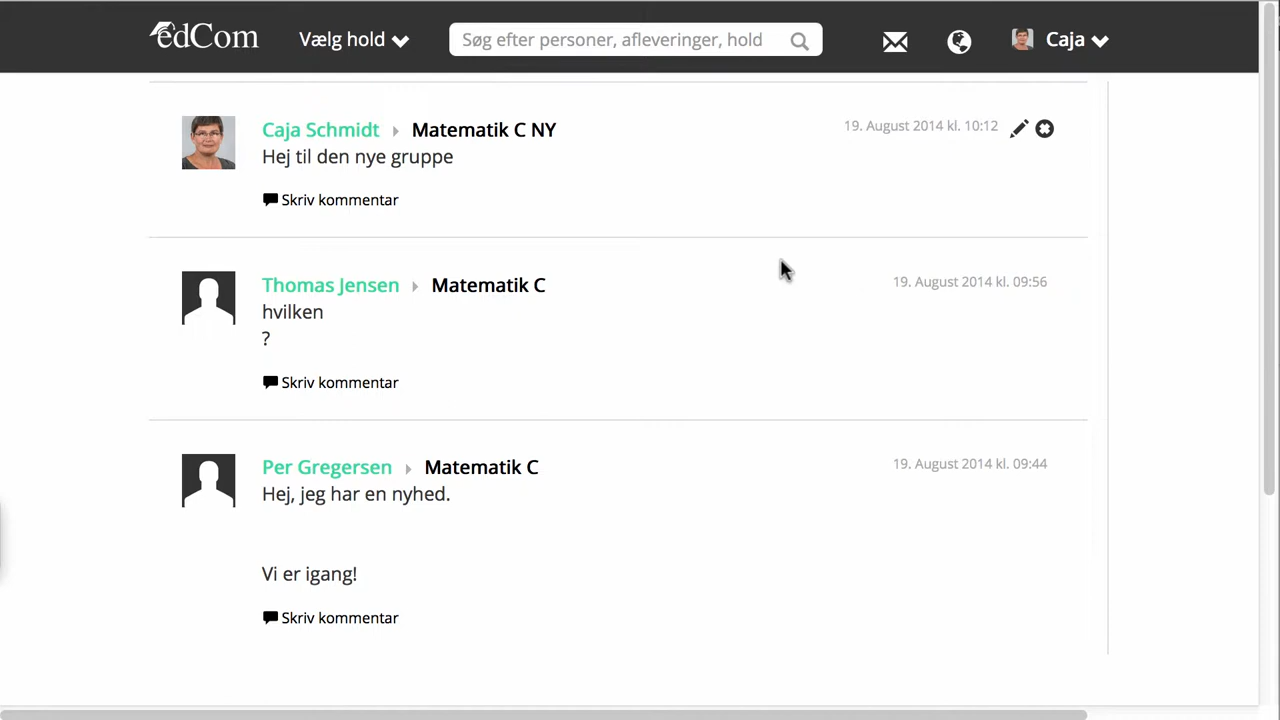 edCom
Vælg hold
Søg efter personer, afleveringer, hold
Caja
Caja Schmidt Matematik C NY
19. August 2014 kl. 10:12
Hej til den nye gruppe
Skriv kommentar
Thomas Jensen Matematik C
19. August 2014 kl. 09:56
hvilken
?
Skriv kommentar
Per Gregersen Matematik C
19. August 2014 kl. 09:44
Hej, jeg har en nyhed.
Vi er igang!
Skriv kommentar